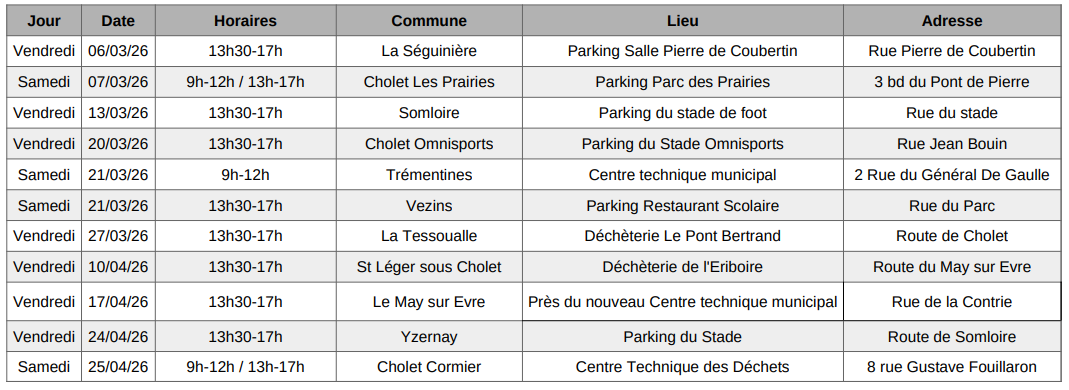 Jour Date Horaires Commune Lieu Adresse
Vendredi 06/03/26 13h30-17h La Séguinière Parking Salle Pierre de Coubertin Rue Pierre de Coubertin
Samedi 07/03/26 9h-12h / 13h-17h Cholet Les Prairies Parking Parc des Prairies 3 bd du Pont de Pierre
Vendredi 13/03/26 13h30-17h Somloire Parking du stade de foot Rue du stade
Vendredi 20/03/26 13h30-17h Cholet Omnisports Parking du Stade Omnisports Rue Jean Bouin
Samedi 21/03/26 9h-12h Trémentines Centre technique municipal 2 Rue du Général De Gaulle
Samedi 21/03/26 13h30-17h Vezins Parking Restaurant Scolaire Rue du Parc
Vendredi 27/03/26 13h30-17h La Tessoualle Déchèterie Le Pont Bertrand Route de Cholet
Vendredi 10/04/26 13h30-17h St Léger sous Cholet Déchèterie de l'Eriboire Route du May sur Evre
Vendredi 17/04/26 13h30-17h Le May sur Evre Près du nouveau Centre technique municipal Rue de la Contrie
Vendredi 24/04/26 13h30-17h Yzernay Parking du Stade Route de Somloire
Samedi 25/04/26 9h-12h / 13h-17h Cholet Cormier Centre Technique des Déchets 8 rue Gustave Fouillaron